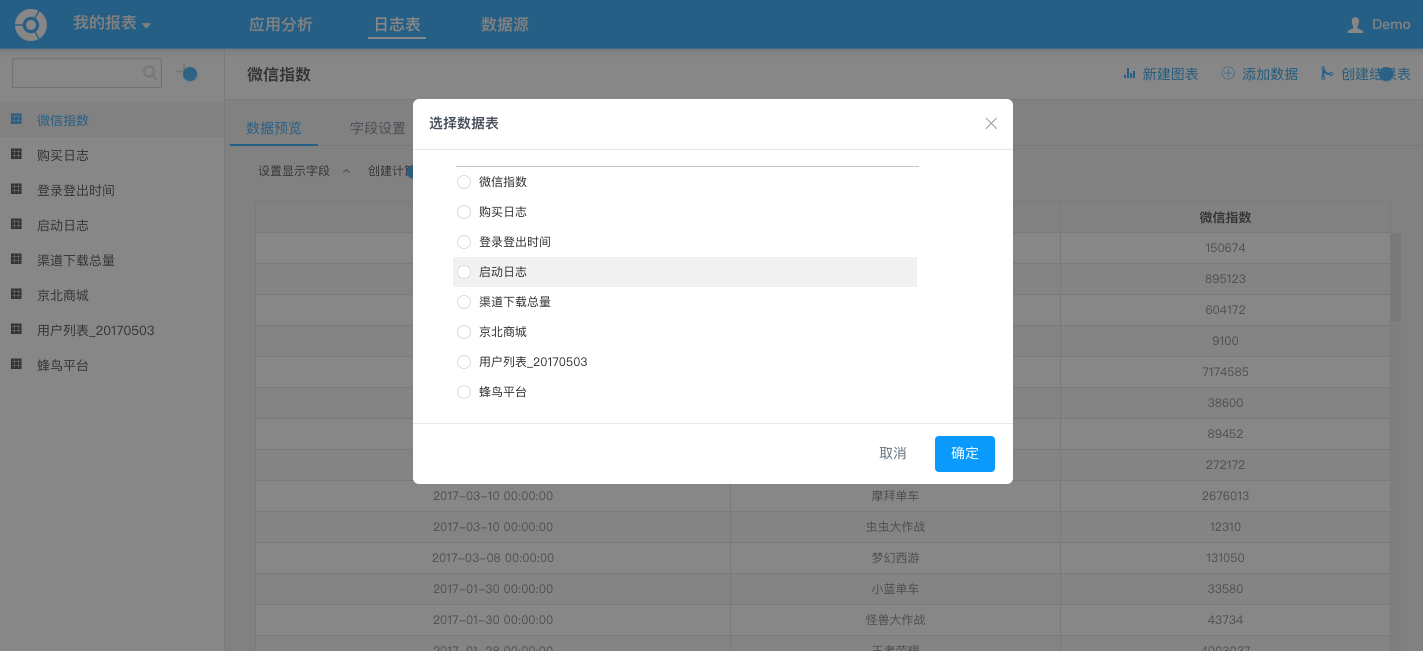 我的报表
应用分析 日志表 数据源
Demo
微信指数
新建图表 添加数据
微信指数
购买日志
登录登出时间
启动日志
渠道下载总量
京北商城
用户列表_20170503
蜂鸟平台
数据预览 字段设置
设置显示字段
选择数据表
微信指数
购买日志
登录登出时间
启动日志
渠道下载总量
京北商城
用户列表_20170503
蜂鸟平台
取消 确定
微信指数
150674
895123
604172
9100
7174585
38600
89452
272172
2017-03-10 00:00:00 摩拜单车 2676013
2017-03-10 00:00:00 虫虫大作战 12310
2017-03-08 00:00:00 梦幻西游 131050
2017-01-30 00:00:00 小蓝单车 33580
2017-01-30 00:00:00 怪兽大作战 43734